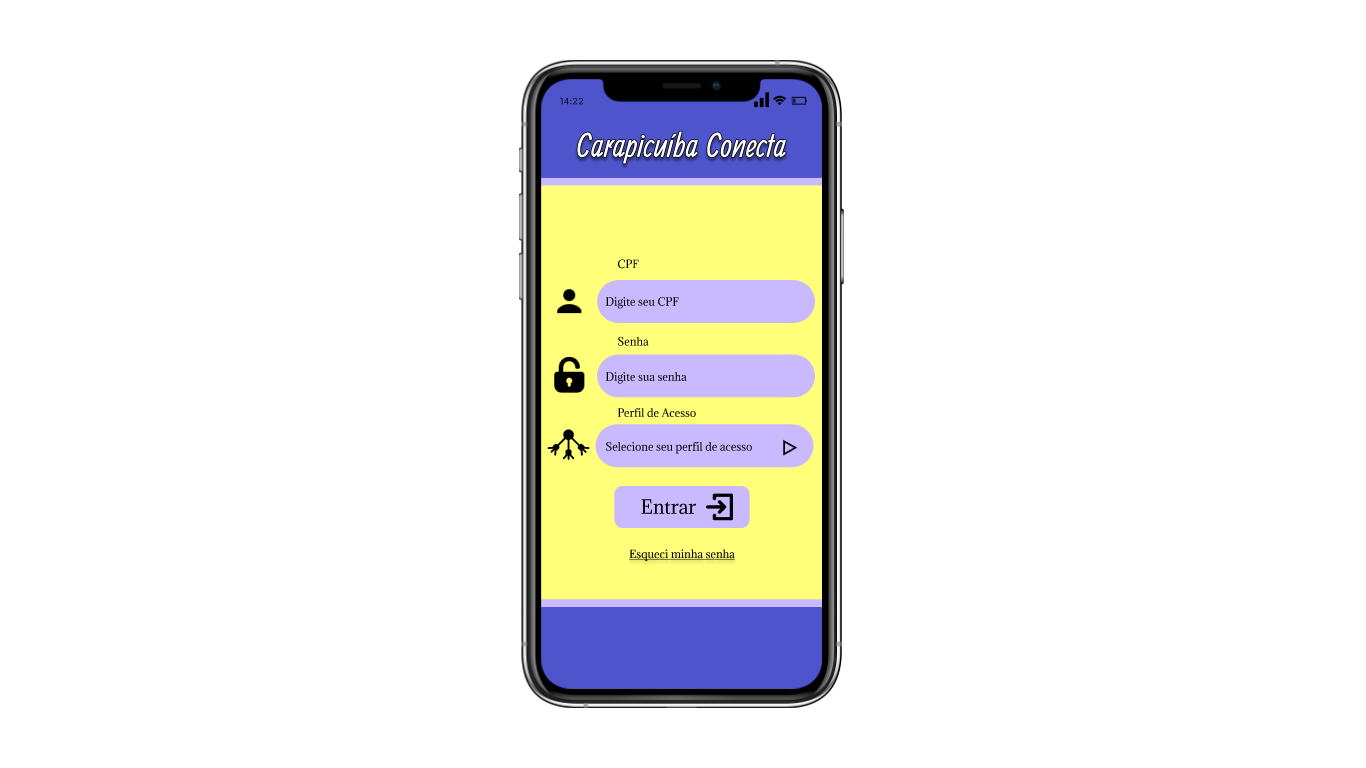 14:22
Carapicuíba Conecta
CPF
Digite seu CPF
Senha
Digite sua senha
Perfil de Acesso
Selecione seu perfil de acesso
Entrar
Esqueci minha senha